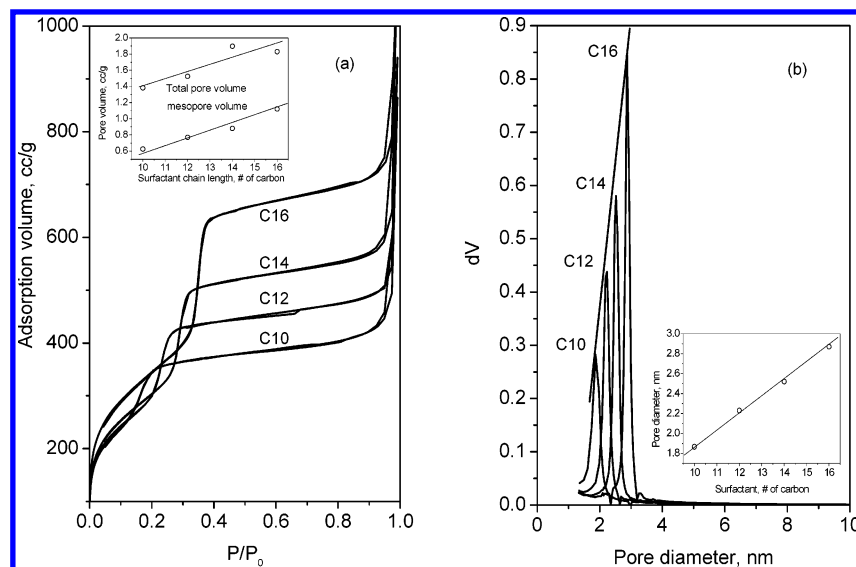 (a)
1000
800
600
400
200
Adsorption volume, cc/g
0.0 0.2 0.4 0.6 0.8 1.0
P/P0
C16
C14
C12
C10
2.0
1.8
1.6
1.4
1.2
1.0
0.8
0.6
Pore volume, cc/g
Total pore volume
mesopore volume
10 11 12 13 14 15 16
Surfactant chain length, # of carbon
(b)
0.9
0.8
0.7
0.6
0.5
0.4
0.3
0.2
0.1
0.0
dV
C16
C14
C12
C10
0 2 4 6 8 10
Pore diameter, nm
3.0
2.8
2.6
2.4
2.2
2.0
1.8
Pore diameter, nm
10 11 12 13 14 15 16
Surfactant, # of carbon